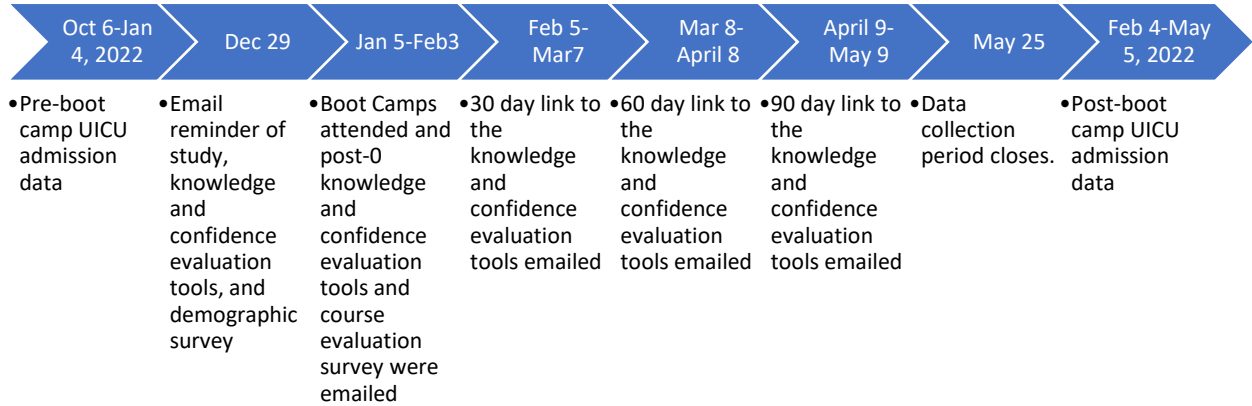 Oct 6-Jan
4, 2022
Dec 29
Jan 5-Feb3
Feb 5-
Mar7
Mar 8-
April 8
April 9-
May 9
May 25
Feb 4-May
5, 2022
•Pre-boot
camp UICU
admission
data
•Email
reminder of
study,
knowledge
and
confidence
evaluation
tools, and
demographic
survey
•Boot Camps
attended and
post-0
knowledge
and
confidence
evaluation
tools and
course
evaluation
survey were
emailed
•30 day link to
the
knowledge
and
confidence
evaluation
tools emailed
•60 day link to
the
knowledge
and
confidence
evaluation
tools emailed
•90 day link to
the
knowledge
and
confidence
evaluation
tools emailed
•Data
collection
period closes.
•Post-boot
camp UICU
admission
data